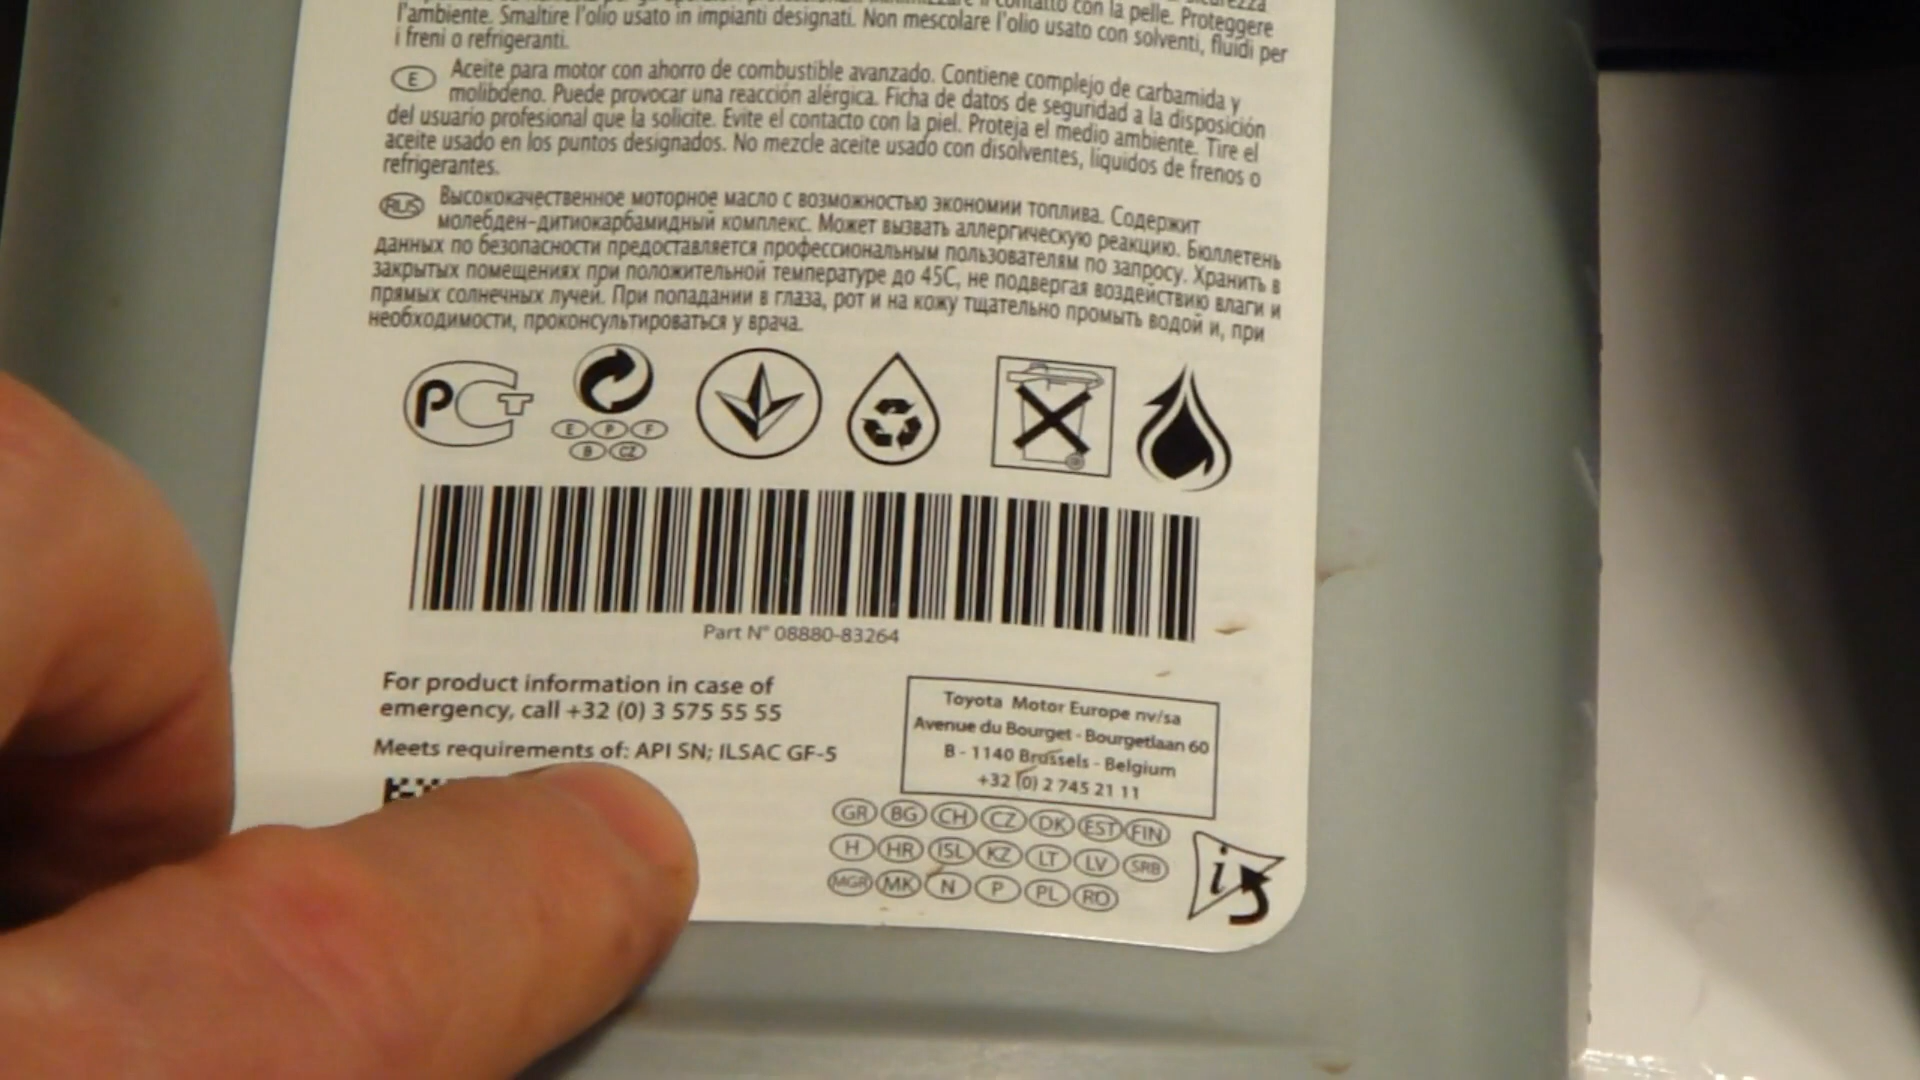 contatto con la pelle. Proteggere
l'ambiente. Smaltire l'olio usato in impianti designati. Non mescolare l'olio usato con solventi, fluidi per
i freni o refrigeranti.
E Aceite para motor con ahorro de combustible avanzado. Contiene complejo de carbamida y
molibdeno. Puede provocar una reacción alérgica. Ficha de datos de seguridad a la disposición
del usuario profesional que la solicite. Evite el contacto con la piel. Proteja el medio ambiente. Tire el
aceite usado en los puntos designados. No mezcle aceite usado con disolventes, líquidos de frenos o
refrigerantes.
RUS Высококачественное моторное масло с возможностью экономии топлива. Содержит
молебден-дитиокарбамидный комплекс. Может вызвать аллергическую реакцию. Бюллетень
данных по безопасности предоставляется профессиональным пользователям по запросу. Хранить в
закрытых помещениях при положительной температуре до 45С, не подвергая воздействию влаги и
прямых солнечных лучей. При попадании в глаза, рот и на кожу тщательно промыть водой и, при
необходимости, проконсультироваться у врача.
РСТ
E P F
B CZ
Part N° 08880-83264
For product information in case of
emergency, call +32 (0) 3 575 55 55
Meets requirements of: API SN; ILSAC GF-5
Toyota Motor Europe nv/sa
Avenue du Bourget - Bourgetlaan 60
B - 1140 Brussels - Belgium
+32 (0) 2 745 21 11
GR BG CH CZ DK EST FIN
H HR ISL KZ LT LV SRB
MGR MK N P PL RO
i